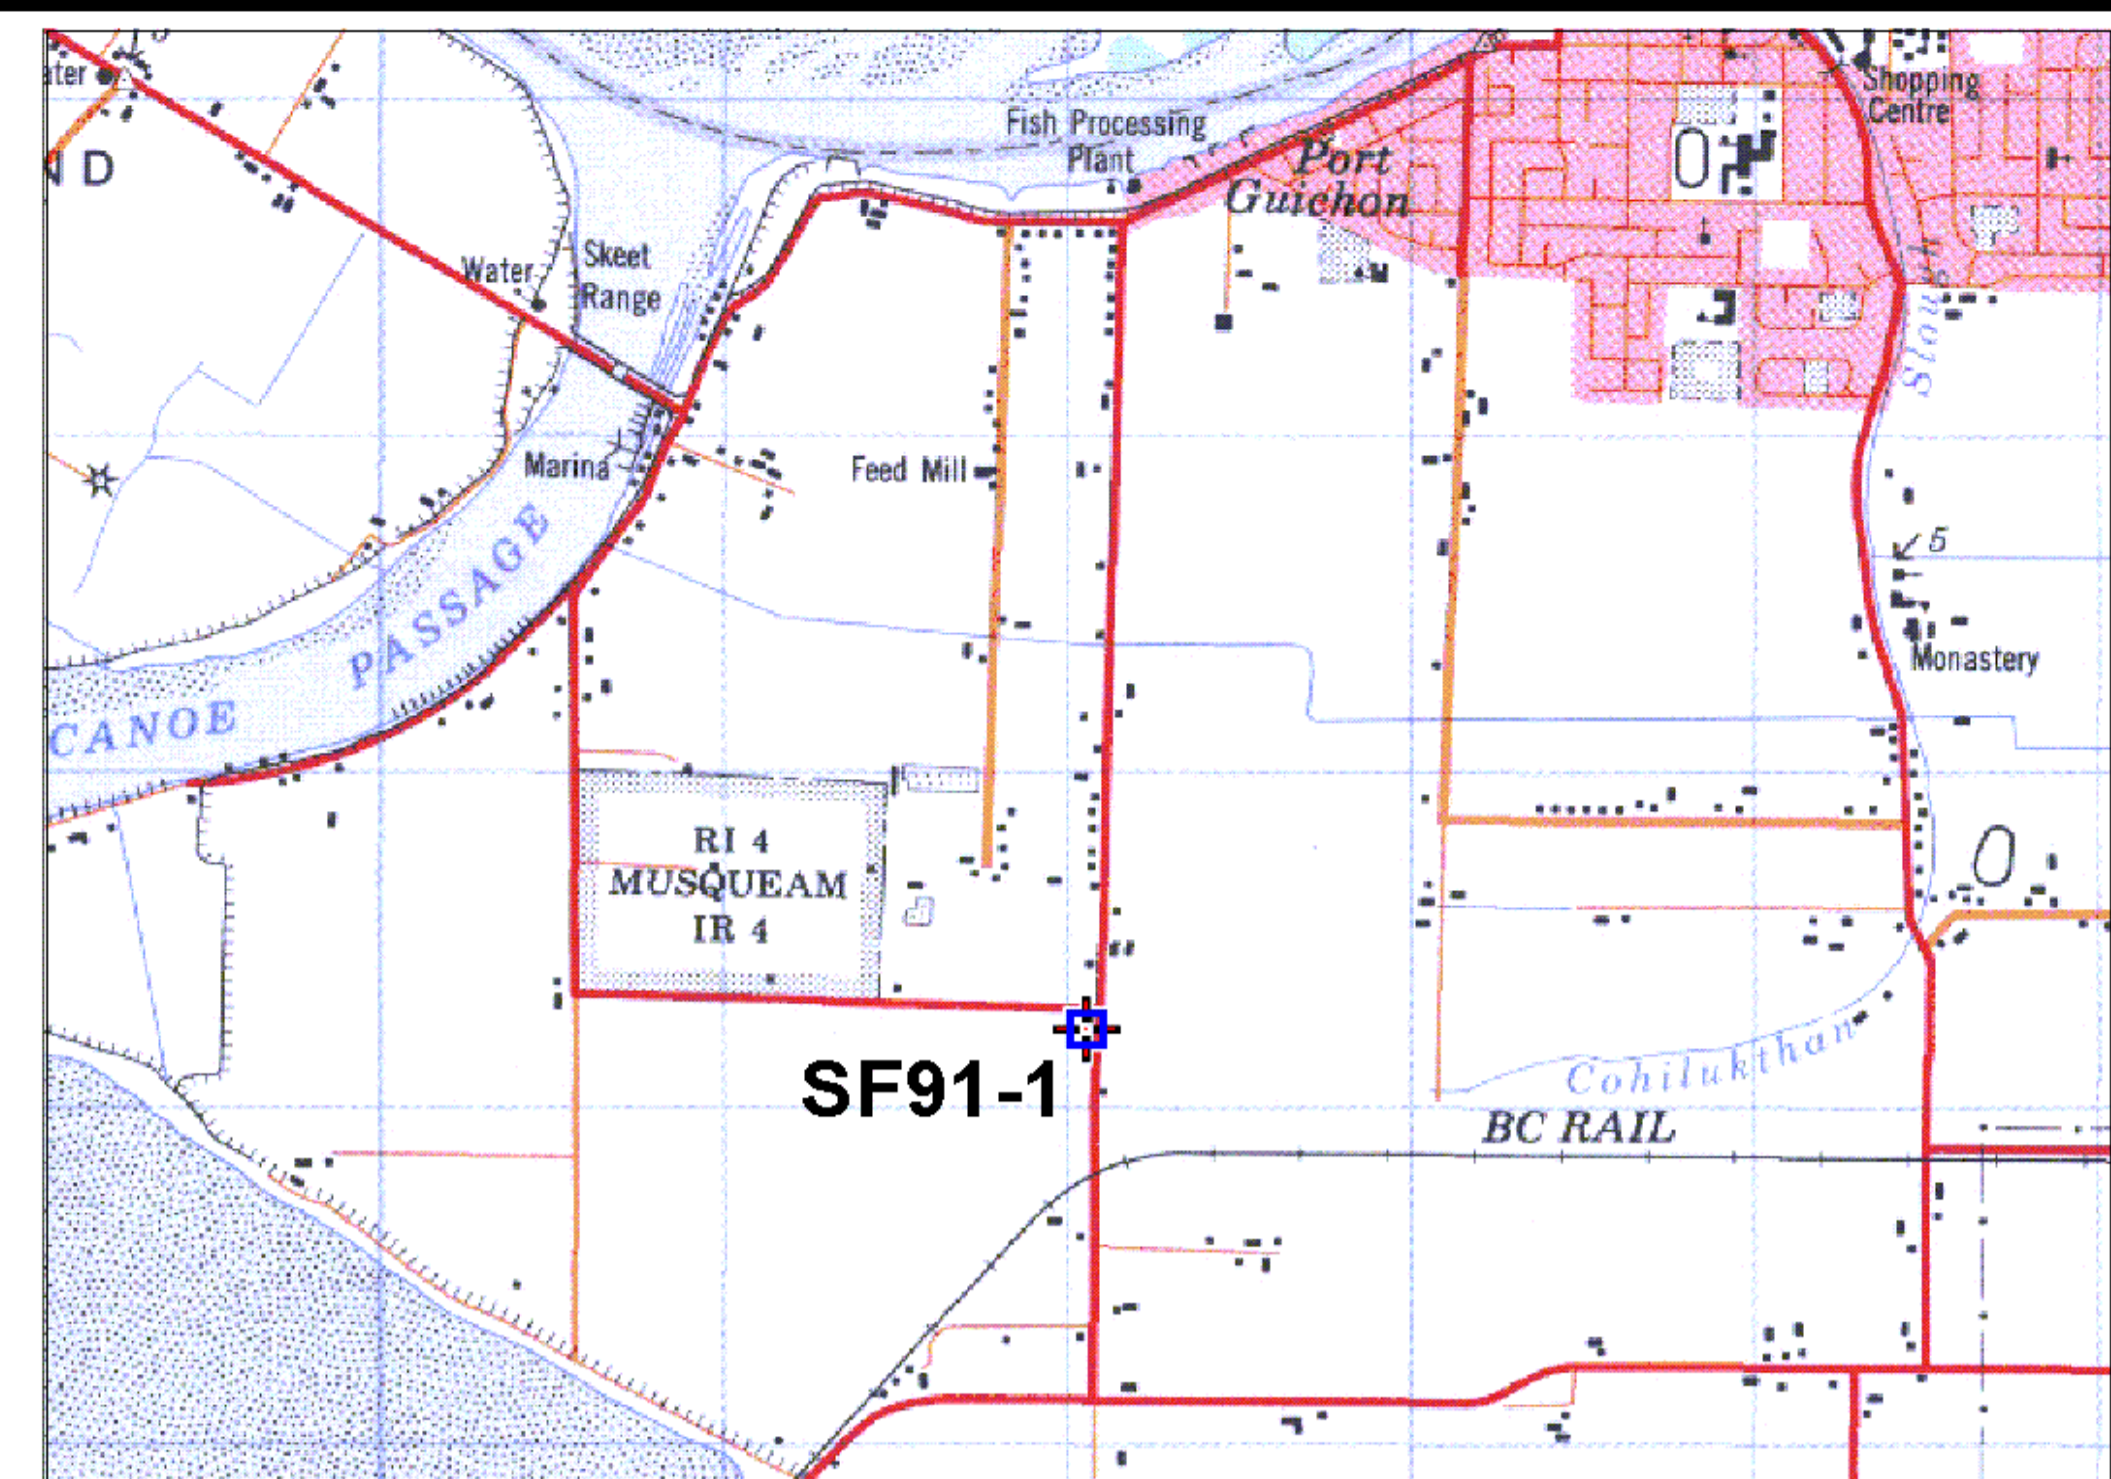 Shopping
Centre
Fish Processing
Plant
Port
Guichon
ND
Skeet
Range
Water
Slough
Marina
Feed Mill
5
PASSAGE
Monastery
CANOE
RI 4
MUSQUEAM
IR 4
SF91-1
Cohilukthan
BC RAIL